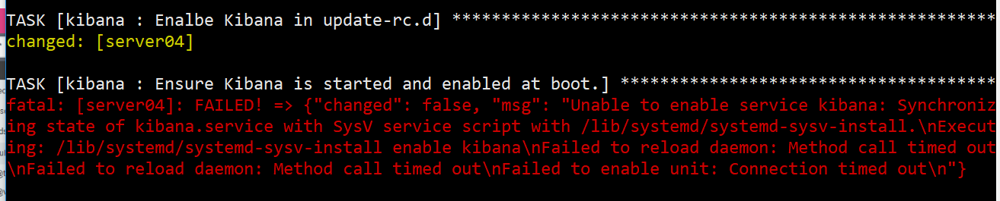 TASK [kibana : Enalbe Kibana in update-rc.d] *******************************************************
changed: [server04]
TASK [kibana : Ensure Kibana is started and enabled at boot.] **************************************
fatal: [server04]: FAILED! => {"changed": false, "msg": "Unable to enable service kibana: Synchroniz
ing state of kibana.service with SysV service script with /lib/systemd/systemd-sysv-install.\nExecut
ing: /lib/systemd/systemd-sysv-install enable kibana\nFailed to reload daemon: Method call timed out
\nFailed to reload daemon: Method call timed out\nFailed to enable unit: Connection timed out\n"}